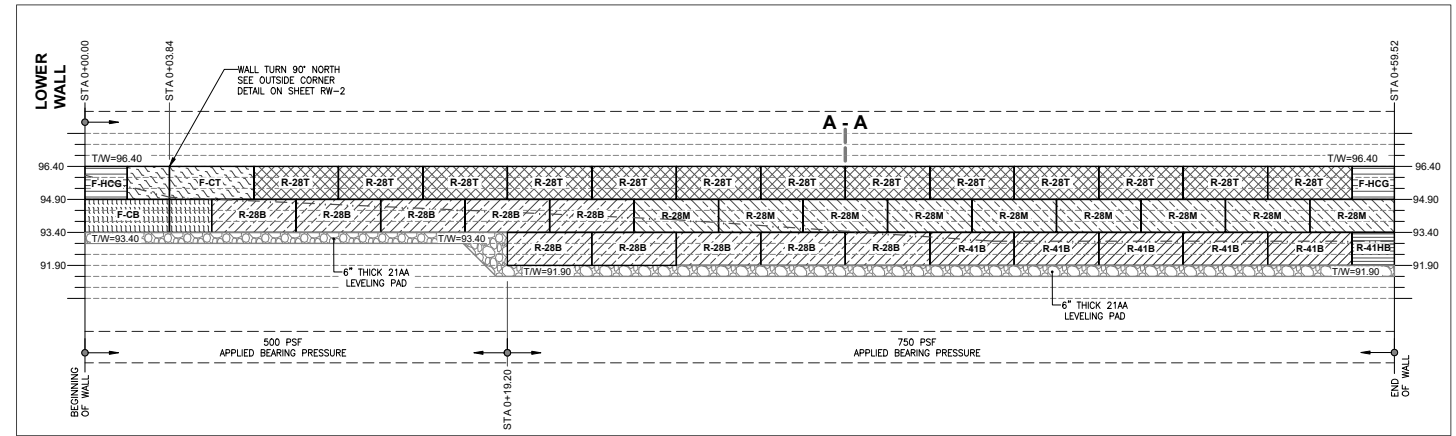 LOWER
WALL
STA 0+00.00
STA 0+03.84
WALL TURN 90° NORTH
SEE OUTSIDE CORNER
DETAIL ON SHEET RW-2
A - A
STA 0+59.52
T/W=96.40 T/W=96.40
96.40 96.40
F-HCG F-CT R-28T R-28T R-28T R-28T R-28T R-28T R-28T R-28T R-28T R-28T R-28T R-28T R-28T F-HCG
94.90 94.90
F-CB R-28B R-28B R-28B R-28B R-28B R-28M R-28M R-28M R-28M R-28M R-28M R-28M R-28M R-28M
93.40 93.40
T/W=93.40 T/W=93.40
R-28B R-28B R-28B R-28B R-28B R-41B R-41B R-41B R-41B R-41B R-41HB
91.90 91.90
T/W=91.90 T/W=91.90
6" THICK 21AA
LEVELING PAD
6" THICK 21AA
LEVELING PAD
500 PSF
APPLIED BEARING PRESSURE
750 PSF
APPLIED BEARING PRESSURE
BEGINNING
OF WALL
STA 0+19.20
END
OF WALL